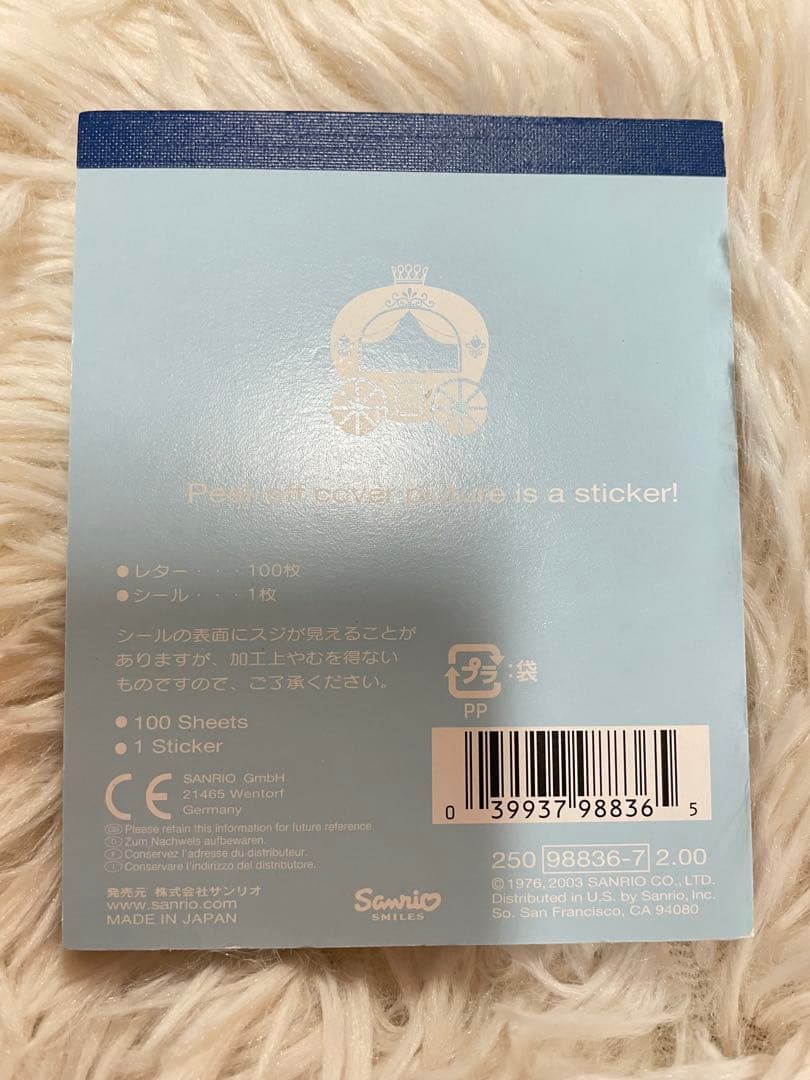 Peel-off cover picture is a sticker!
●レター・・・100枚
●シール・・・1枚
シールの表面にスジが見えることが
ありますが、加工上やむを得ない
ものですので、ご了承ください。
プラ:袋
PP
● 100 Sheets
● 1 Sticker
CE
SANRIO GmbH
21465 Wentorf
Germany
GB Please retain this information for future reference.
D Zum Nachweis aufbewaren.
F Conservez l'adresse du distributeur.
I Conservare l'indirizzo del distributore.
発売元 株式会社サンリオ
www.sanrio.com
MADE IN JAPAN
Sanrio
SMILES
0 39937 98836 5
250 98836-7 2.00
©1976, 2003 SANRIO CO., LTD.
Distributed in U.S. by Sanrio, Inc.
So. San Francisco, CA 94080